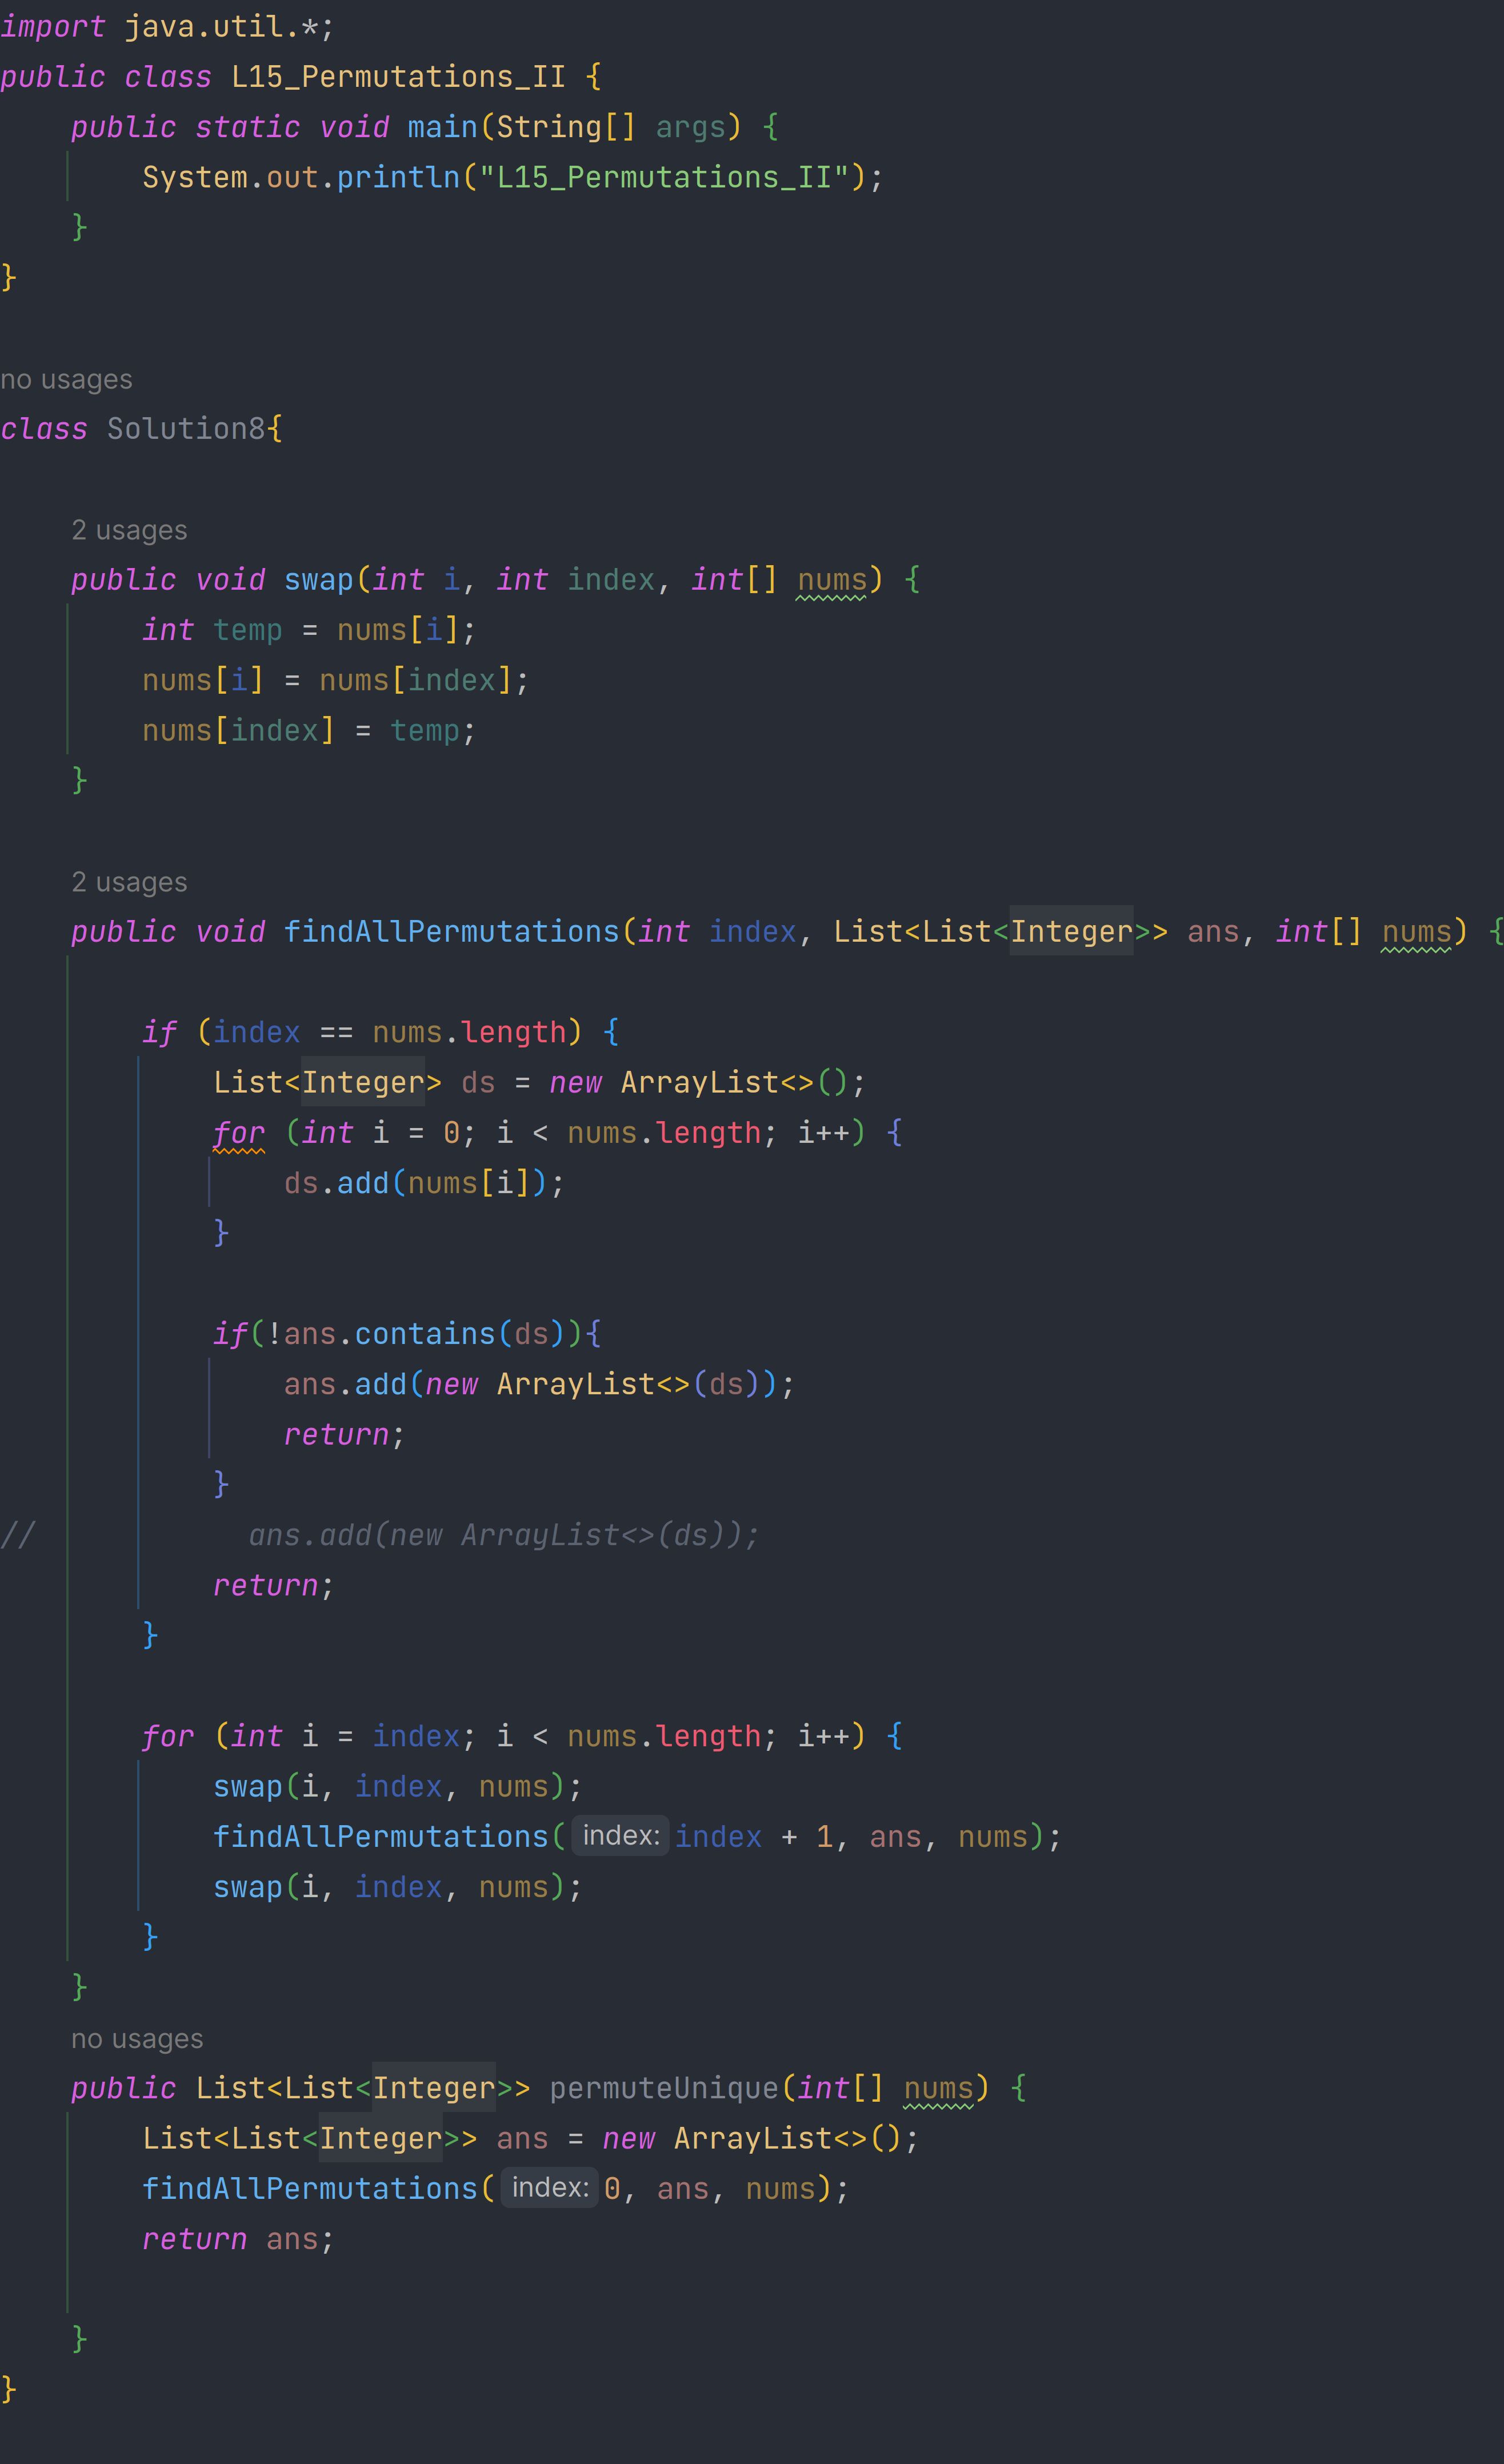 import java.util.*;
public class L15_Permutations_II {
    public static void main(String[] args) {
        System.out.println("L15_Permutations_II");
    }
}

no usages
class Solution8{

    2 usages
    public void swap(int i, int index, int[] nums) {
        int temp = nums[i];
        nums[i] = nums[index];
        nums[index] = temp;
    }

    2 usages
    public void findAllPermutations(int index, List<List<Integer>> ans, int[] nums) {

        if (index == nums.length) {
            List<Integer> ds = new ArrayList<>();
            for (int i = 0; i < nums.length; i++) {
                ds.add(nums[i]);
            }

            if(!ans.contains(ds)){
                ans.add(new ArrayList<>(ds));
                return;
            }
//            ans.add(new ArrayList<>(ds));
            return;
        }

        for (int i = index; i < nums.length; i++) {
            swap(i, index, nums);
            findAllPermutations( index: index + 1, ans, nums);
            swap(i, index, nums);
        }
    }
    no usages
    public List<List<Integer>> permuteUnique(int[] nums) {
        List<List<Integer>> ans = new ArrayList<>();
        findAllPermutations( index: 0, ans, nums);
        return ans;

    }
}